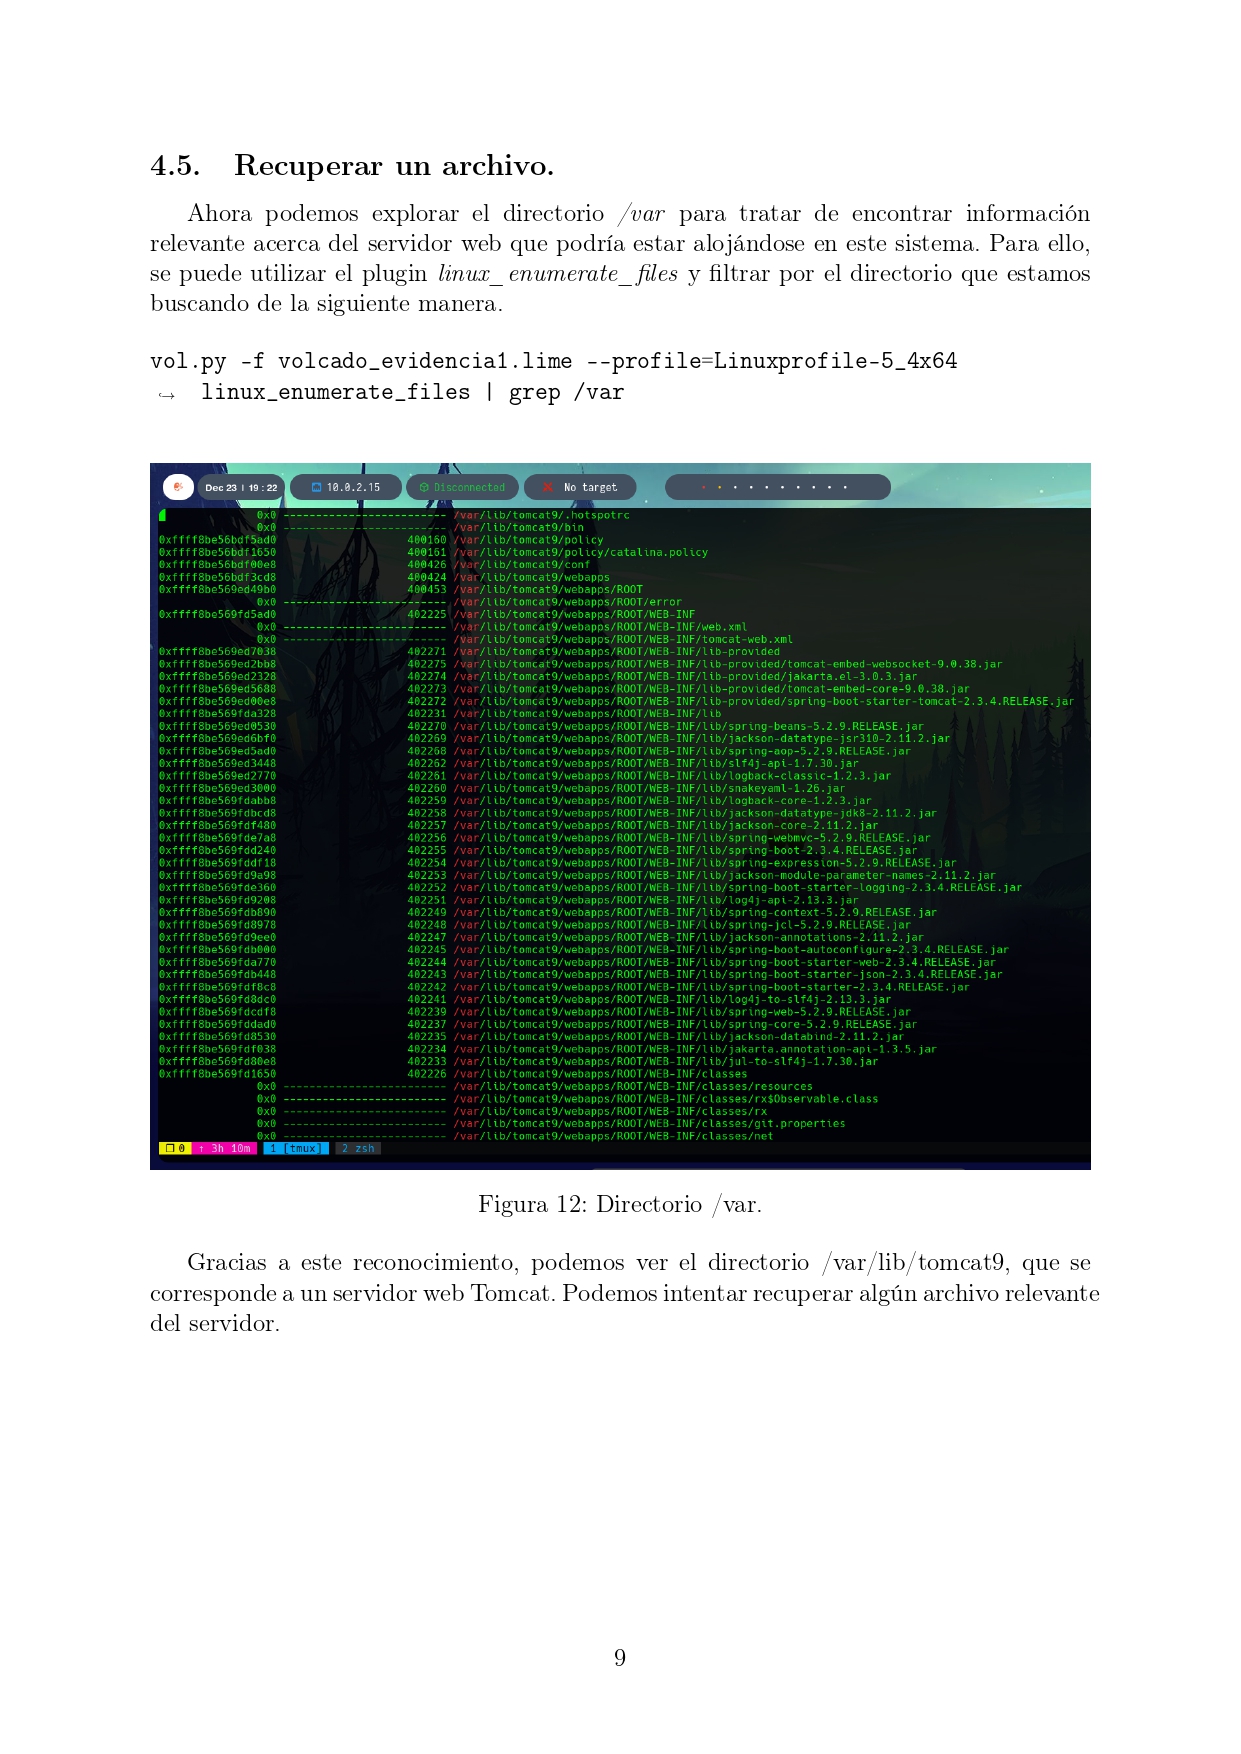 4.5. Recuperar un archivo.
Ahora podemos explorar el directorio /var para tratar de encontrar información
relevante acerca del servidor web que podría estar alojándose en este sistema. Para ello,
se puede utilizar el plugin linux_enumerate_files y filtrar por el directorio que estamos
buscando de la siguiente manera.
vol.py -f volcado_evidencia1.lime --profile=Linuxprofile-5_4x64
↪ linux_enumerate_files | grep /var
Dec 23 | 19:22 10.0.2.15 Disconnected No target
0x0 ------------------------- /var/lib/tomcat9/.hotspotrc
0x0 ------------------------- /var/lib/tomcat9/bin
0xffff8be56bdf5ad0 400160 /var/lib/tomcat9/policy
0xffff8be56bdf1650 400161 /var/lib/tomcat9/policy/catalina.policy
0xffff8be56bdf00e8 400426 /var/lib/tomcat9/conf
0xffff8be56bdf3cd8 400424 /var/lib/tomcat9/webapps
0xffff8be569ed49b0 400453 /var/lib/tomcat9/webapps/ROOT
0x0 ------------------------- /var/lib/tomcat9/webapps/ROOT/error
0xffff8be569fd5ad0 402225 /var/lib/tomcat9/webapps/ROOT/WEB-INF
0x0 ------------------------- /var/lib/tomcat9/webapps/ROOT/WEB-INF/web.xml
0x0 ------------------------- /var/lib/tomcat9/webapps/ROOT/WEB-INF/tomcat-web.xml
0xffff8be569ed7038 402271 /var/lib/tomcat9/webapps/ROOT/WEB-INF/lib-provided
0xffff8be569ed2bb8 402275 /var/lib/tomcat9/webapps/ROOT/WEB-INF/lib-provided/tomcat-embed-websocket-9.0.38.jar
0xffff8be569ed2328 402274 /var/lib/tomcat9/webapps/ROOT/WEB-INF/lib-provided/jakarta.el-3.0.3.jar
0xffff8be569ed5688 402273 /var/lib/tomcat9/webapps/ROOT/WEB-INF/lib-provided/tomcat-embed-core-9.0.38.jar
0xffff8be569ed00e8 402272 /var/lib/tomcat9/webapps/ROOT/WEB-INF/lib-provided/spring-boot-starter-tomcat-2.3.4.RELEASE.jar
0xffff8be569fda328 402231 /var/lib/tomcat9/webapps/ROOT/WEB-INF/lib
0xffff8be569ed0530 402270 /var/lib/tomcat9/webapps/ROOT/WEB-INF/lib/spring-beans-5.2.9.RELEASE.jar
0xffff8be569ed6bf0 402269 /var/lib/tomcat9/webapps/ROOT/WEB-INF/lib/jackson-datatype-jsr310-2.11.2.jar
0xffff8be569ed5ad0 402268 /var/lib/tomcat9/webapps/ROOT/WEB-INF/lib/spring-aop-5.2.9.RELEASE.jar
0xffff8be569ed3448 402262 /var/lib/tomcat9/webapps/ROOT/WEB-INF/lib/slf4j-api-1.7.30.jar
0xffff8be569ed2770 402261 /var/lib/tomcat9/webapps/ROOT/WEB-INF/lib/logback-classic-1.2.3.jar
0xffff8be569ed3000 402260 /var/lib/tomcat9/webapps/ROOT/WEB-INF/lib/snakeyaml-1.26.jar
0xffff8be569fdabb8 402259 /var/lib/tomcat9/webapps/ROOT/WEB-INF/lib/logback-core-1.2.3.jar
0xffff8be569fdbcd8 402258 /var/lib/tomcat9/webapps/ROOT/WEB-INF/lib/jackson-datatype-jdk8-2.11.2.jar
0xffff8be569fdf480 402257 /var/lib/tomcat9/webapps/ROOT/WEB-INF/lib/jackson-core-2.11.2.jar
0xffff8be569fde7a8 402256 /var/lib/tomcat9/webapps/ROOT/WEB-INF/lib/spring-webmvc-5.2.9.RELEASE.jar
0xffff8be569fdd240 402255 /var/lib/tomcat9/webapps/ROOT/WEB-INF/lib/spring-boot-2.3.4.RELEASE.jar
0xffff8be569fddf18 402254 /var/lib/tomcat9/webapps/ROOT/WEB-INF/lib/spring-expression-5.2.9.RELEASE.jar
0xffff8be569fd9a98 402253 /var/lib/tomcat9/webapps/ROOT/WEB-INF/lib/jackson-module-parameter-names-2.11.2.jar
0xffff8be569fde360 402252 /var/lib/tomcat9/webapps/ROOT/WEB-INF/lib/spring-boot-starter-logging-2.3.4.RELEASE.jar
0xffff8be569fd9208 402251 /var/lib/tomcat9/webapps/ROOT/WEB-INF/lib/log4j-api-2.13.3.jar
0xffff8be569fdb890 402249 /var/lib/tomcat9/webapps/ROOT/WEB-INF/lib/spring-context-5.2.9.RELEASE.jar
0xffff8be569fd8978 402248 /var/lib/tomcat9/webapps/ROOT/WEB-INF/lib/spring-jcl-5.2.9.RELEASE.jar
0xffff8be569fd9ee0 402247 /var/lib/tomcat9/webapps/ROOT/WEB-INF/lib/jackson-annotations-2.11.2.jar
0xffff8be569fdb000 402245 /var/lib/tomcat9/webapps/ROOT/WEB-INF/lib/spring-boot-autoconfigure-2.3.4.RELEASE.jar
0xffff8be569fda770 402244 /var/lib/tomcat9/webapps/ROOT/WEB-INF/lib/spring-boot-starter-web-2.3.4.RELEASE.jar
0xffff8be569fdb448 402243 /var/lib/tomcat9/webapps/ROOT/WEB-INF/lib/spring-boot-starter-json-2.3.4.RELEASE.jar
0xffff8be569fdf8c8 402242 /var/lib/tomcat9/webapps/ROOT/WEB-INF/lib/spring-boot-starter-2.3.4.RELEASE.jar
0xffff8be569fd8dc0 402241 /var/lib/tomcat9/webapps/ROOT/WEB-INF/lib/log4j-to-slf4j-2.13.3.jar
0xffff8be569fdcdf8 402239 /var/lib/tomcat9/webapps/ROOT/WEB-INF/lib/spring-web-5.2.9.RELEASE.jar
0xffff8be569fddad0 402237 /var/lib/tomcat9/webapps/ROOT/WEB-INF/lib/spring-core-5.2.9.RELEASE.jar
0xffff8be569fd8530 402235 /var/lib/tomcat9/webapps/ROOT/WEB-INF/lib/jackson-databind-2.11.2.jar
0xffff8be569fdf038 402234 /var/lib/tomcat9/webapps/ROOT/WEB-INF/lib/jakarta.annotation-api-1.3.5.jar
0xffff8be569fd80e8 402233 /var/lib/tomcat9/webapps/ROOT/WEB-INF/lib/jul-to-slf4j-1.7.30.jar
0xffff8be569fd1650 402226 /var/lib/tomcat9/webapps/ROOT/WEB-INF/classes
0x0 ------------------------- /var/lib/tomcat9/webapps/ROOT/WEB-INF/classes/resources
0x0 ------------------------- /var/lib/tomcat9/webapps/ROOT/WEB-INF/classes/rx$Observable.class
0x0 ------------------------- /var/lib/tomcat9/webapps/ROOT/WEB-INF/classes/rx
0x0 ------------------------- /var/lib/tomcat9/webapps/ROOT/WEB-INF/classes/git.properties
0x0 ------------------------- /var/lib/tomcat9/webapps/ROOT/WEB-INF/classes/net
❐ 0 ↑ 3h 10m 1 [tmux] 2 zsh
Figura 12: Directorio /var.
Gracias a este reconocimiento, podemos ver el directorio /var/lib/tomcat9, que se
corresponde a un servidor web Tomcat. Podemos intentar recuperar algún archivo relevante
del servidor.
9